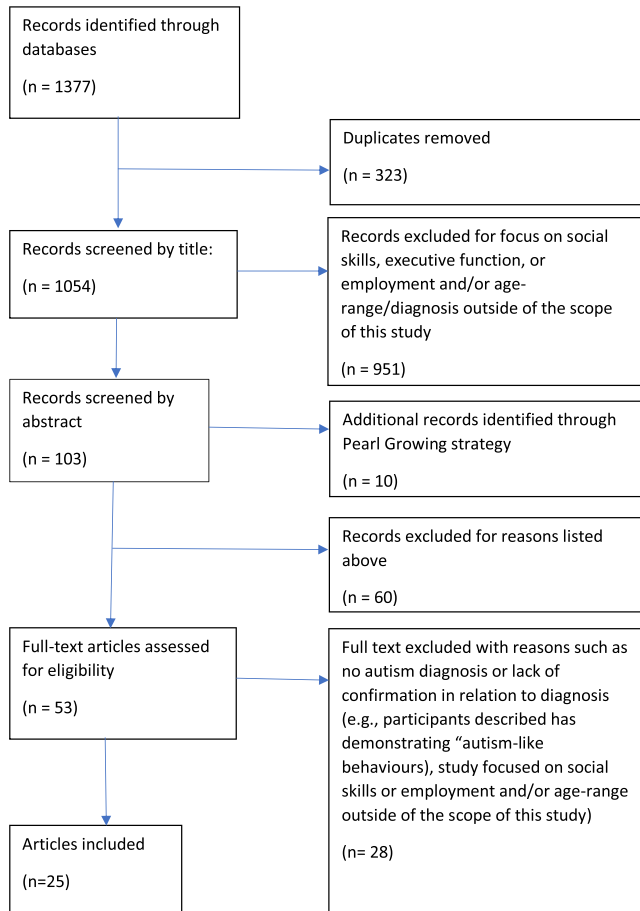 Records identified through
databases
(n = 1377)
Duplicates removed
(n = 323)
Records screened by title:
(n = 1054)
Records excluded for focus on social
skills, executive function, or
employment and/or age-
range/diagnosis outside of the scope
of this study
(n = 951)
Records screened by
abstract
(n = 103)
Additional records identified through
Pearl Growing strategy
(n = 10)
Records excluded for reasons listed
above
(n = 60)
Full-text articles assessed
for eligibility
(n = 53)
Full text excluded with reasons such as
no autism diagnosis or lack of
confirmation in relation to diagnosis
(e.g., participants described has
demonstrating “autism-like
behaviours), study focused on social
skills or employment and/or age-range
outside of the scope of this study)
(n= 28)
Articles included
(n=25)